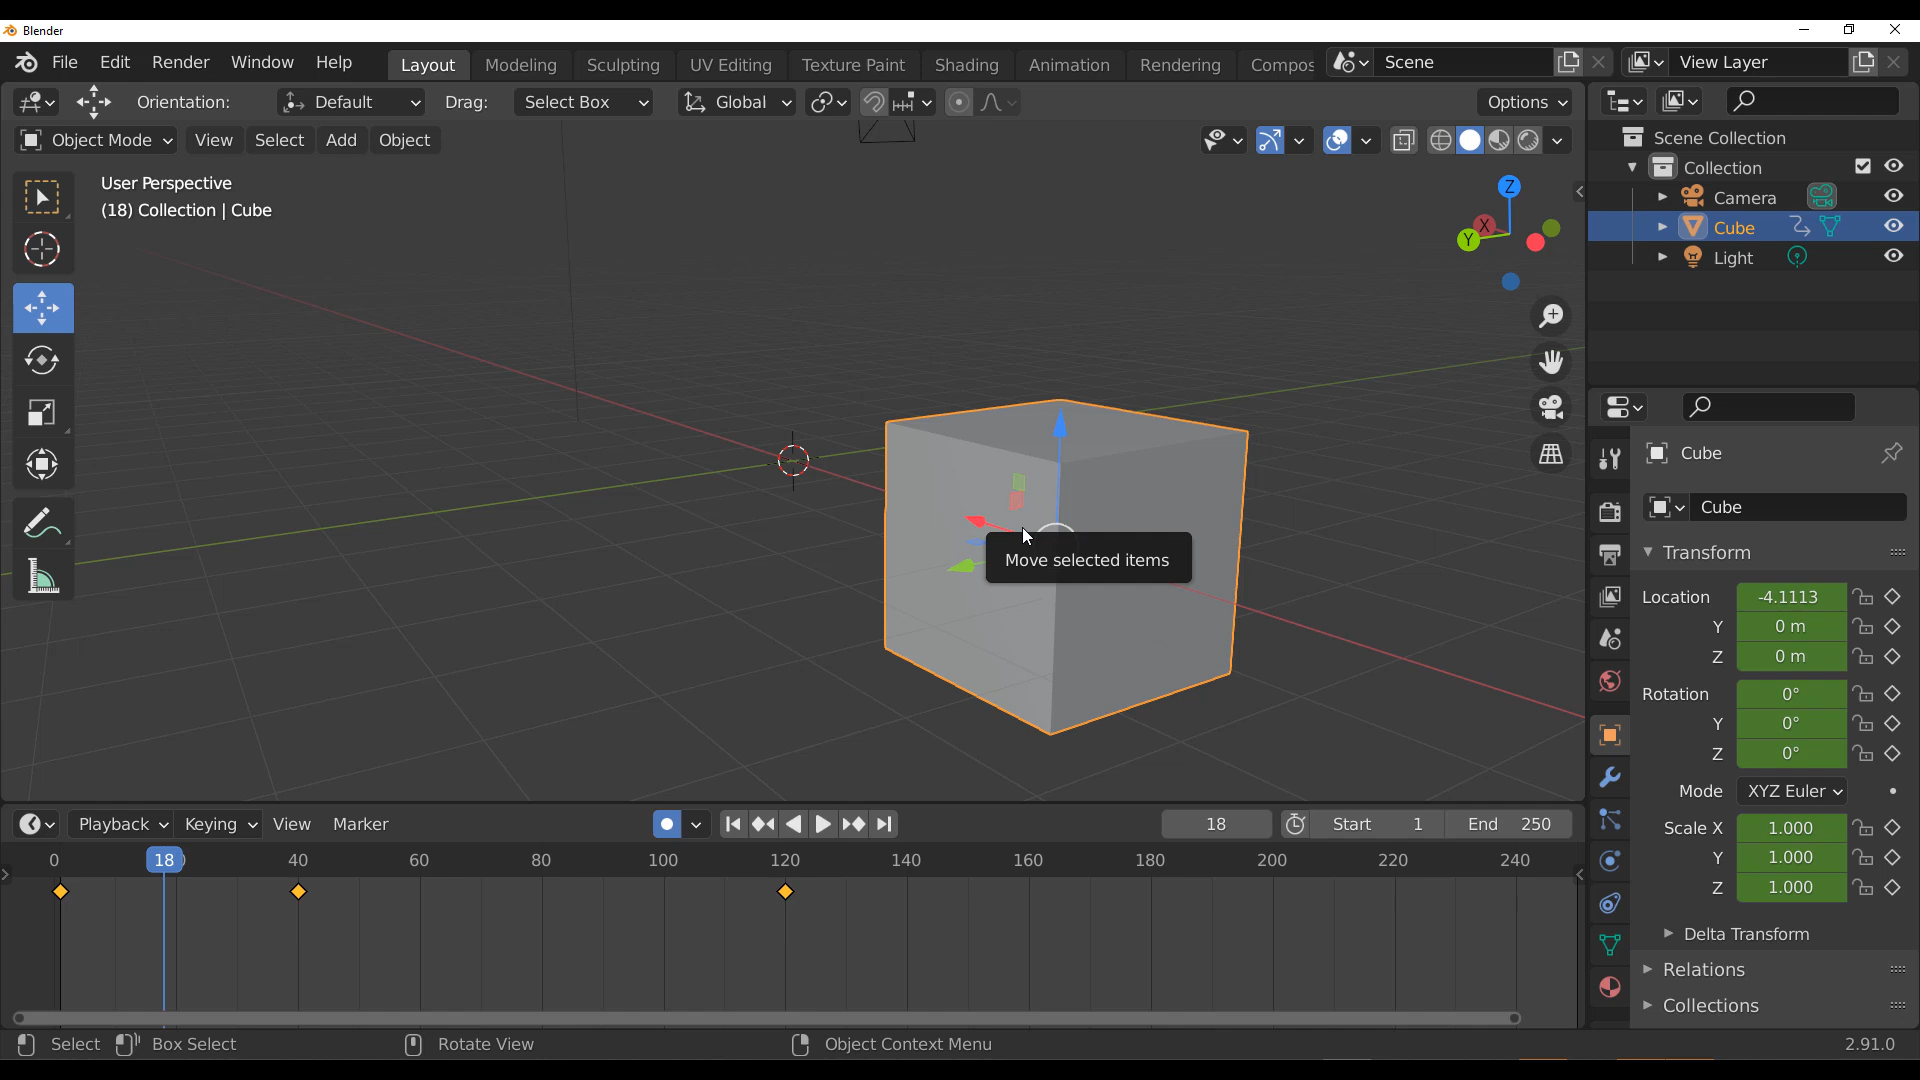 Blender
File Edit Render Window Help Layout Modeling Sculpting UV Editing Texture Paint Shading Animation Rendering Compos Scene View Layer
Orientation: Default Drag: Select Box Global Options
Object Mode View Select Add Object
User Perspective
(18) Collection | Cube
Z
X
Y
Move selected items
Scene Collection
Collection
Camera
Cube
Light
Cube
Cube
Transform
Location -4.1113
Y 0 m
Z 0 m
Rotation 0°
Y 0°
Z 0°
Mode XYZ Euler
Scale X 1.000
Y 1.000
Z 1.000
Delta Transform
Relations
Collections
Playback Keying View Marker 18 Start 1 End 250
0 18 40 60 80 100 120 140 160 180 200 220 240
Select Box Select Rotate View Object Context Menu 2.91.0